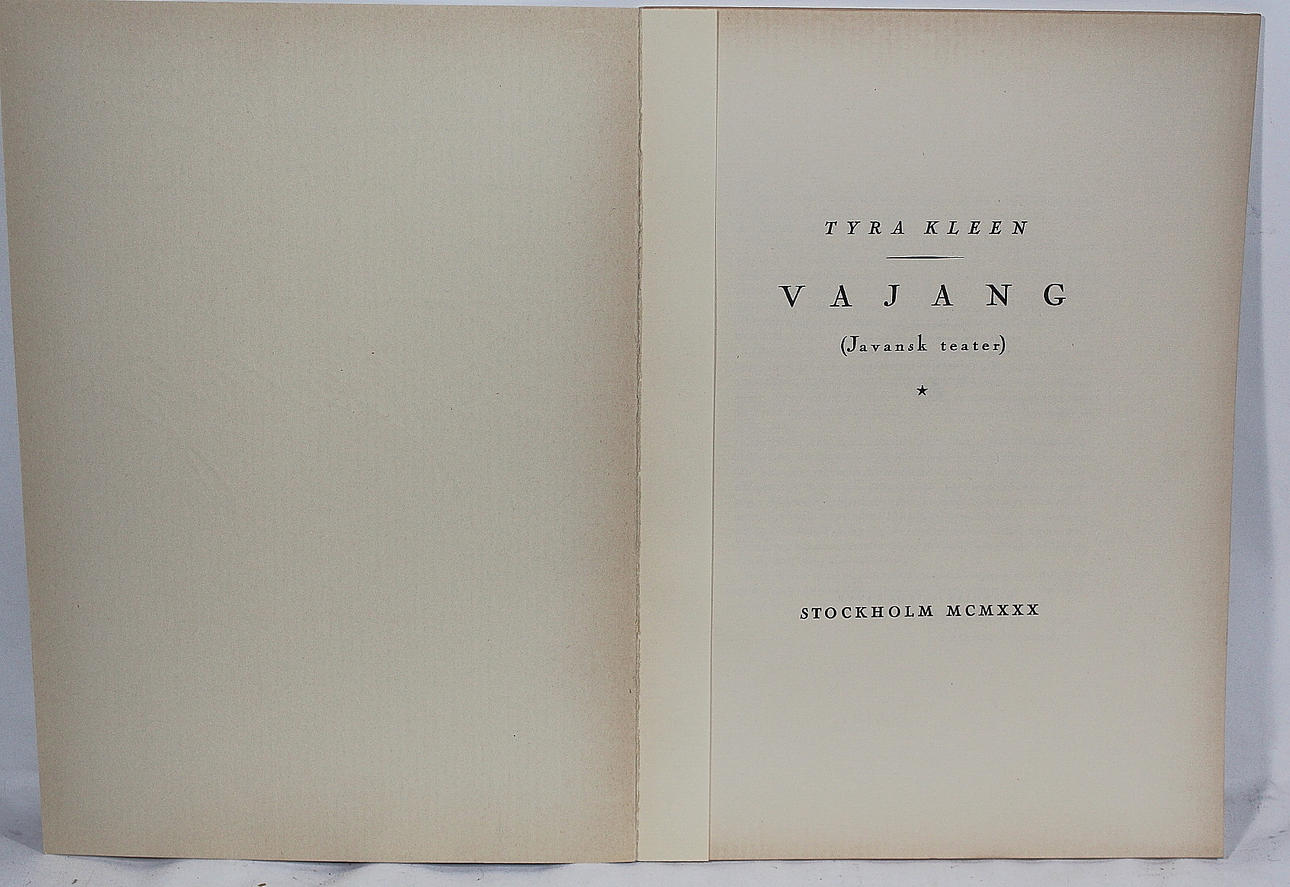 TYRA KLEEN
VAJANG
(Javansk teater)
STOCKHOLM MCMXXX